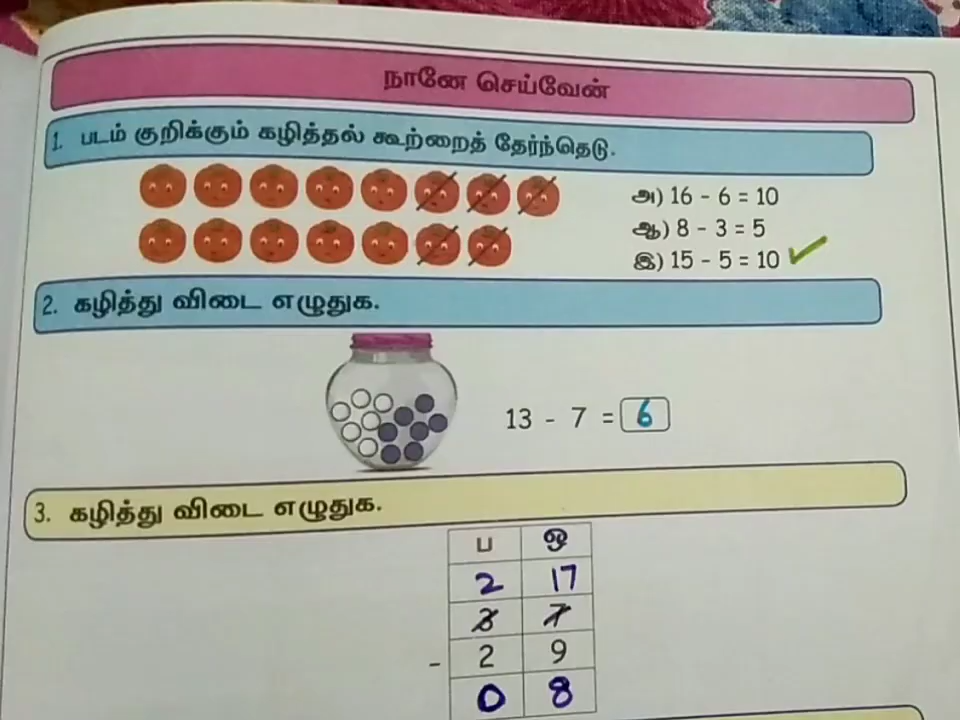 நானே செய்வேன்
1. படம் குறிக்கும் கழித்தல் கூற்றைத் தேர்ந்தெடு.
அ) 16 - 6 = 10
ஆ) 8 - 3 = 5
இ) 15 - 5 = 10 ✓
2. கழித்து விடை எழுதுக.
13 - 7 = 6
3. கழித்து விடை எழுதுக.
ப ஒ
2 17
3 7
- 2 9
0 8